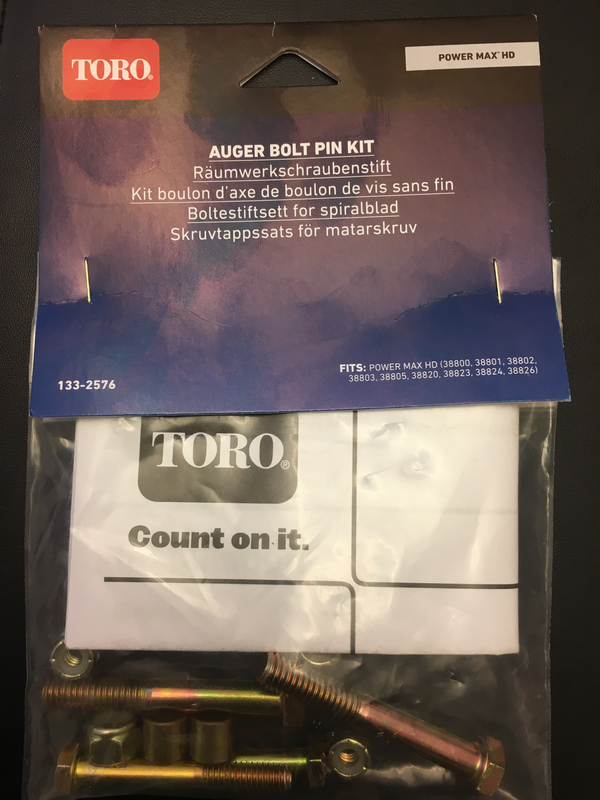 TORO®
POWER MAX® HD
AUGER BOLT PIN KIT
Räumwerkschraubenstift
Kit boulon d'axe de boulon de vis sans fin
Boltestiftsett for spiralblad
Skruvtappssats för matarskruv
FITS: POWER MAX HD (38800, 38801, 38802,
38803, 38805, 38820, 38823, 38824, 38826)
133-2576
TORO®
Count on it.